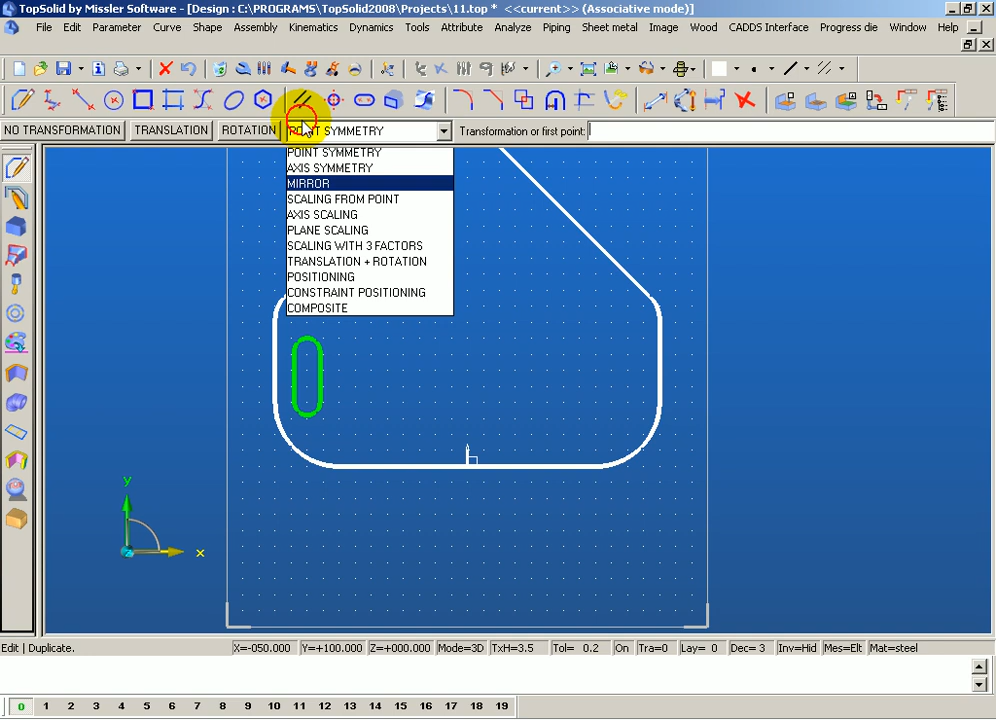 TopSolid by Missler Software - [Design : C:\PROGRAMS\TopSolid2008\Projects\11.top * <<current>> (Associative mode)]
File Edit Parameter Curve Shape Assembly Kinematics Dynamics Tools Attribute Analyze Piping Sheet metal Image Wood CADDS Interface Progress die Window Help
NO TRANSFORMATION TRANSLATION ROTATION POINT SYMMETRY Transformation or first point:
POINT SYMMETRY
AXIS SYMMETRY
MIRROR
SCALING FROM POINT
AXIS SCALING
PLANE SCALING
SCALING WITH 3 FACTORS
TRANSLATION + ROTATION
POSITIONING
CONSTRAINT POSITIONING
COMPOSITE
y
z x
Edit | Duplicate. X=-050.000 Y=+100.000 Z=+000.000 Mode=3D TxH=3.5 Tol= 0.2 On Tra=0 Lay= 0 Dec= 3 Inv=Hid Mes=Elt Mat=steel
0 1 2 3 4 5 6 7 8 9 10 11 12 13 14 15 16 17 18 19